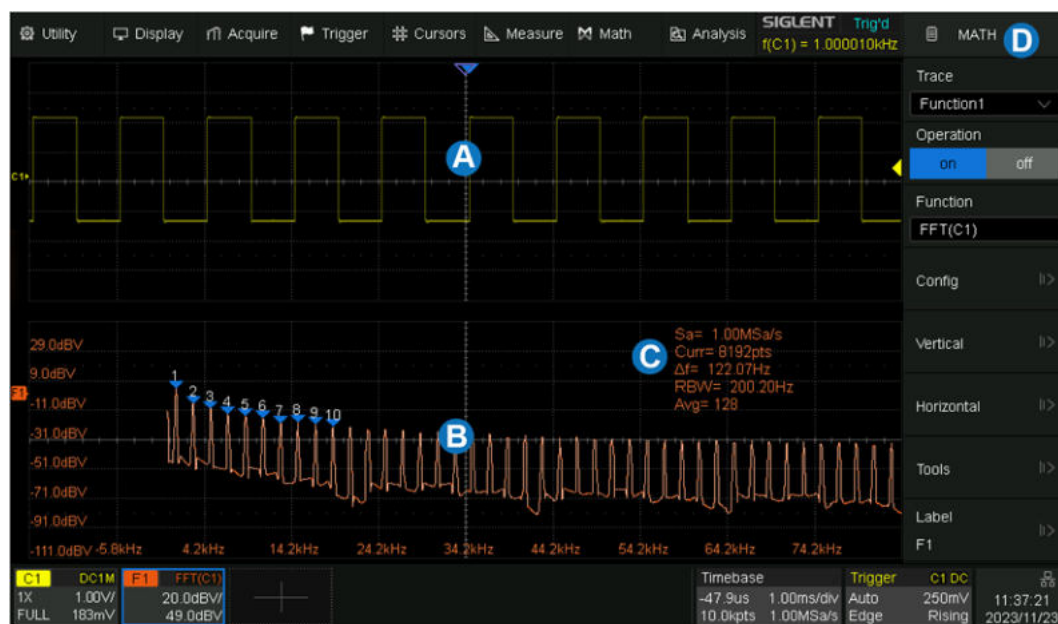 Utility Display Acquire Trigger Cursors Measure Math Analysis
SIGLENT Trig'd
f(C1) = 1.000010kHz
MATH
D
Trace
Function1
Operation
on off
Function
FFT(C1)
Config
Vertical
Horizontal
Tools
Label
F1
A
C1
Sa= 1.00MSa/s
Curr= 8192pts
Δf= 122.07Hz
RBW= 200.20Hz
Avg= 128
C
B
F1
29.0dBV
9.0dBV
-11.0dBV
-31.0dBV
-51.0dBV
-71.0dBV
-91.0dBV
-111.0dBV
1 2 3 4 5 6 7 8 9 10
-5.8kHz 4.2kHz 14.2kHz 24.2kHz 34.2kHz 44.2kHz 54.2kHz 64.2kHz 74.2kHz
C1 DC1M
1X 1.00V/
FULL 183mV
F1 FFT(C1)
20.0dBV/
49.0dBV
Timebase
-47.9us 1.00ms/div
10.0kpts 1.00MSa/s
Trigger C1 DC
Auto 250mV
Edge Rising
11:37:21
2023/11/23